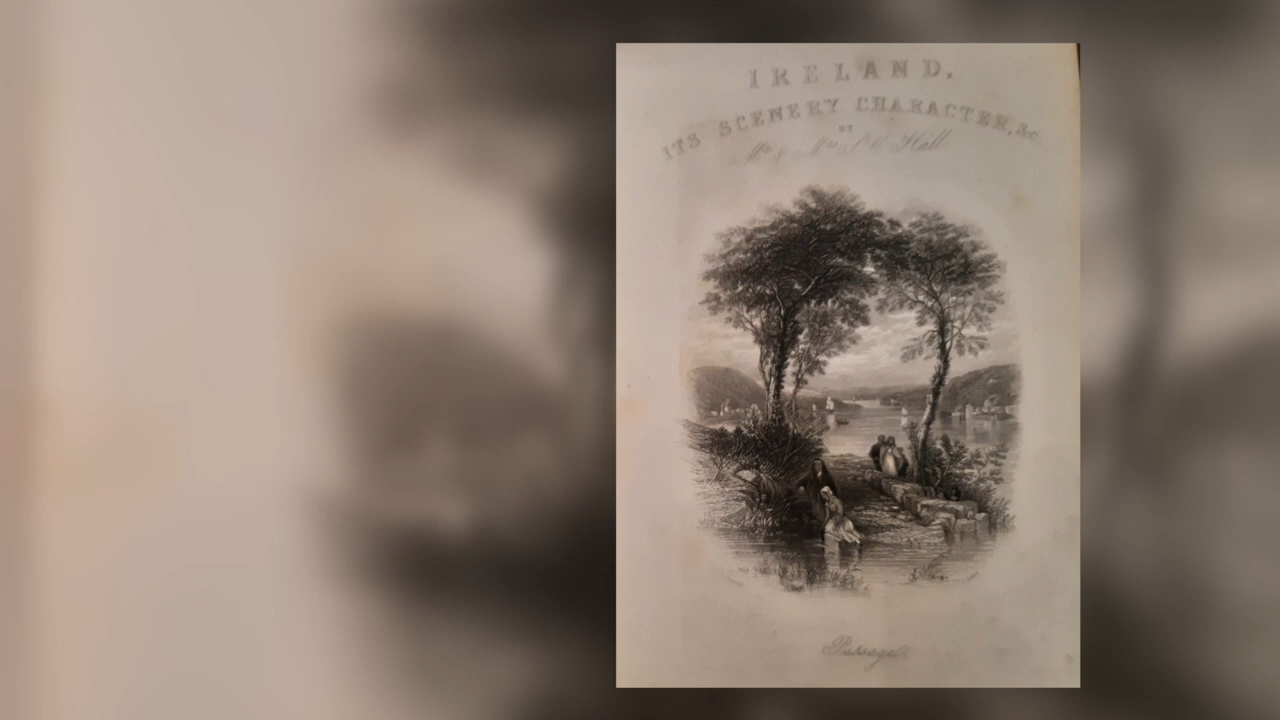 IRELAND.
ITS SCENERY CHARACTER, &c.
BY
Mr. & Mrs. S. C. Hall
Passage.